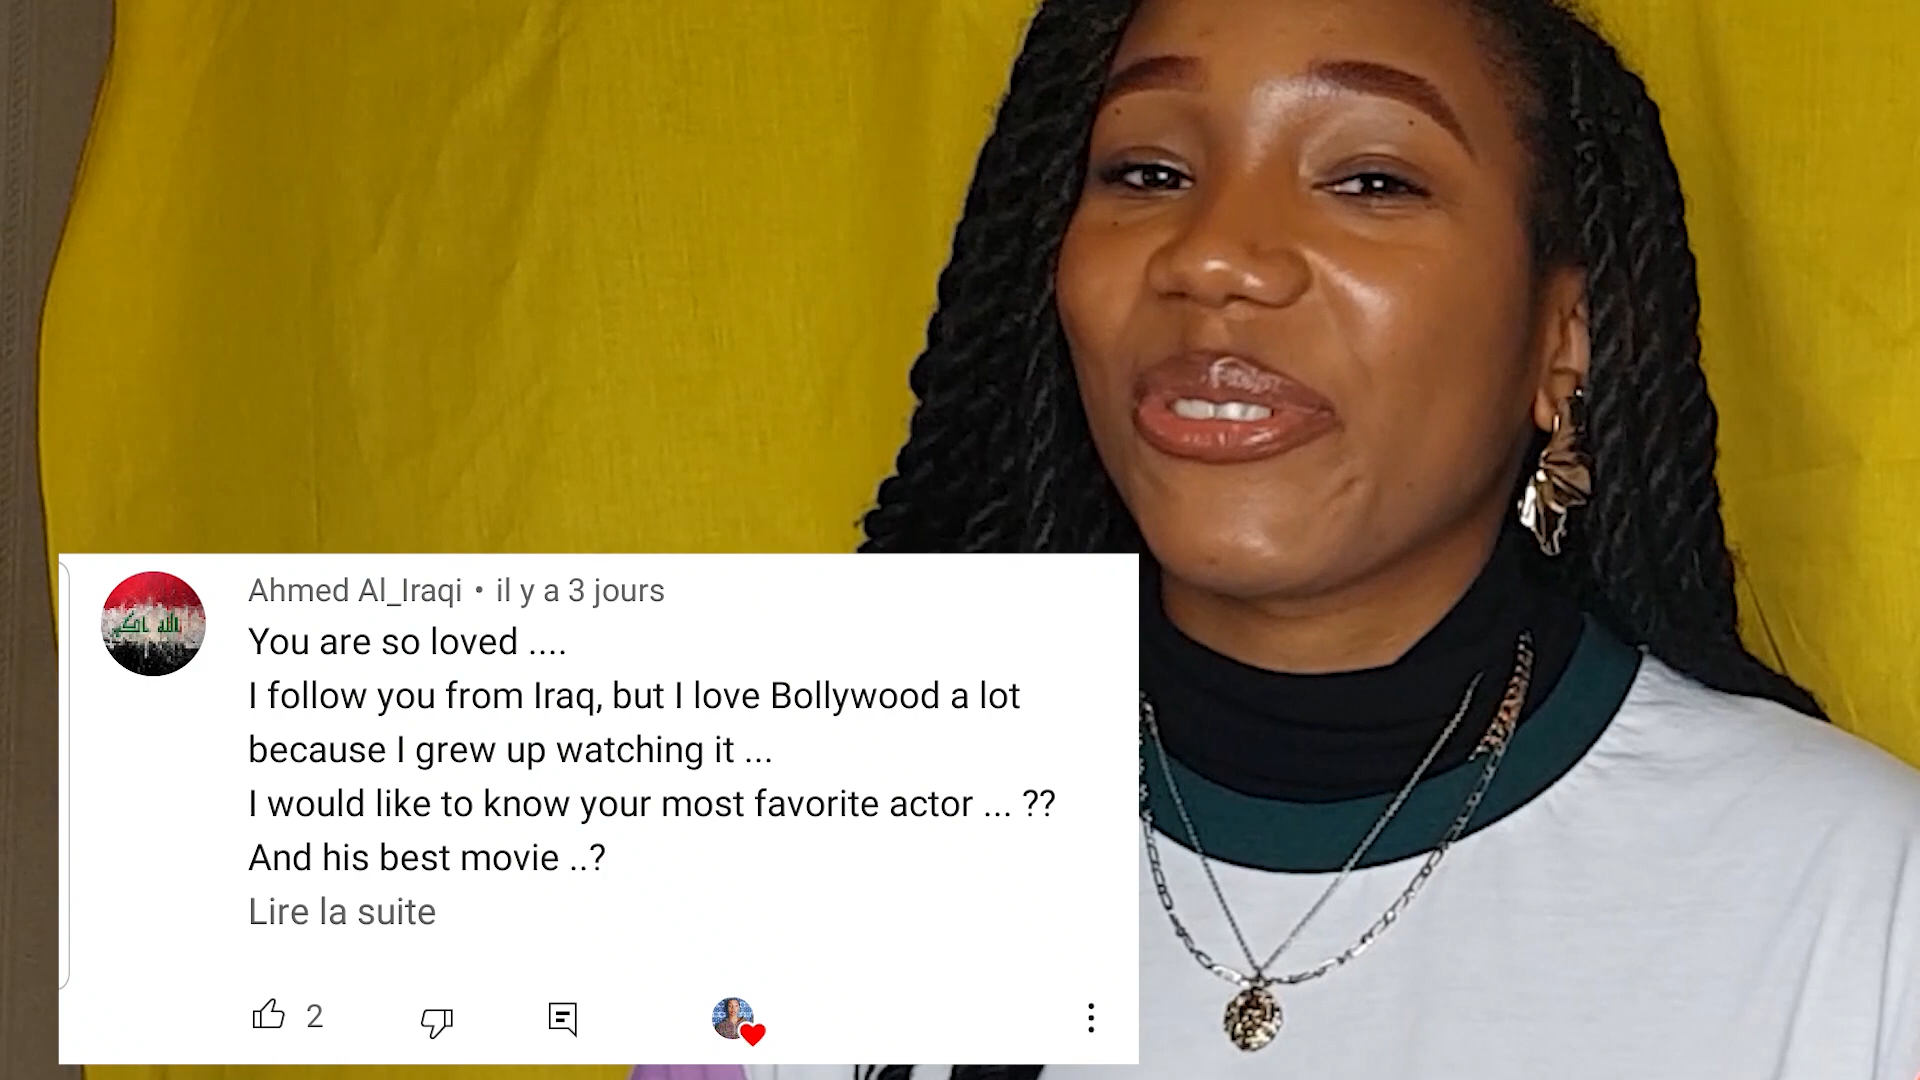 Ahmed Al_Iraqi • il y a 3 jours
You are so loved ....
I follow you from Iraq, but I love Bollywood a lot
because I grew up watching it ...
I would like to know your most favorite actor ... ??
And his best movie ..?
Lire la suite
2